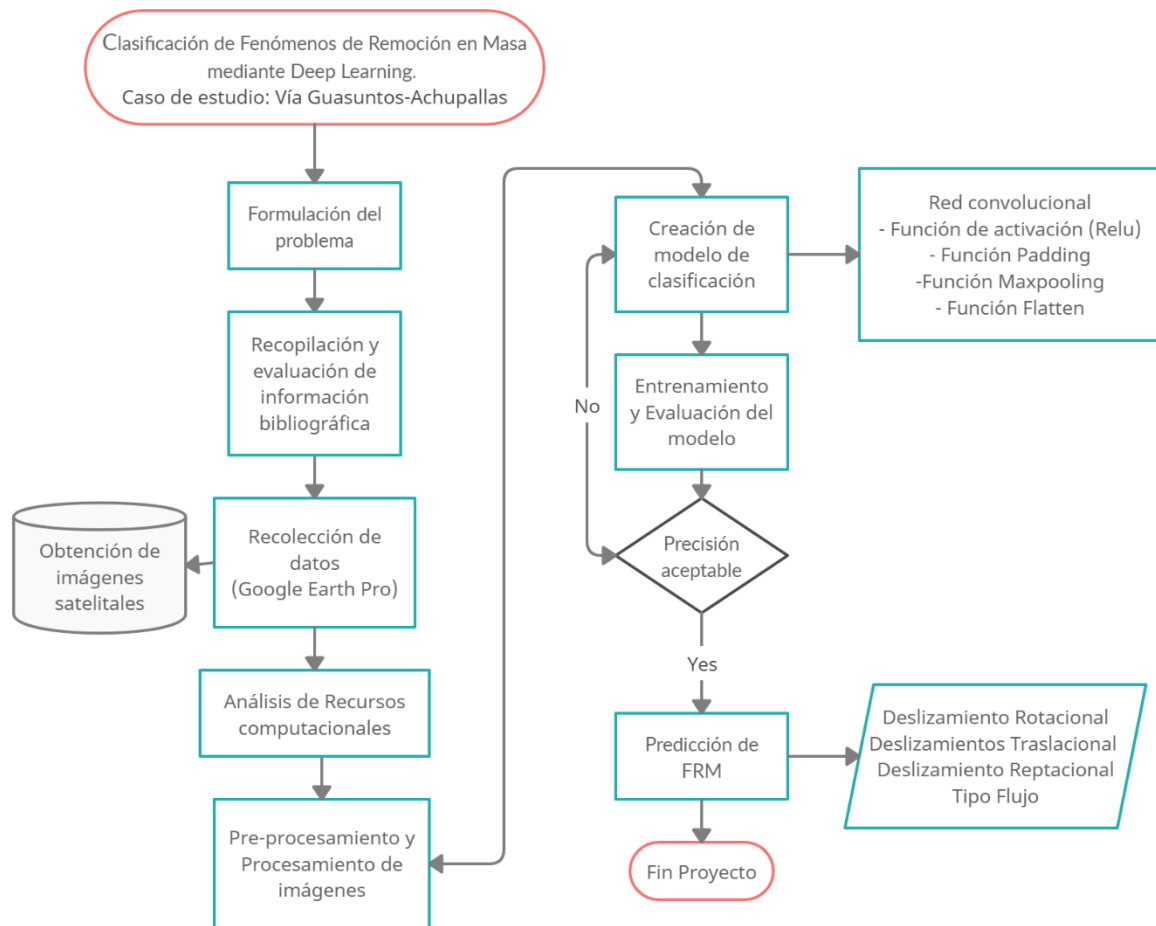 Clasificación de Fenómenos de Remoción en Masa
mediante Deep Learning.
Caso de estudio: Vía Guasuntos-Achupallas
Formulación del
problema
Recopilación y
evaluación de
información
bibliográfica
Recolección de
datos
(Google Earth Pro)
Obtención de
imágenes
satelitales
Análisis de Recursos
computacionales
Pre-procesamiento y
Procesamiento de
imágenes
Creación de
modelo de
clasificación
Red convolucional
- Función de activación (Relu)
- Función Padding
-Función Maxpooling
- Función Flatten
Entrenamiento
y Evaluación del
modelo
No
Precisión
aceptable
Yes
Predicción de
FRM
Deslizamiento Rotacional
Deslizamientos Traslacional
Deslizamiento Reptacional
Tipo Flujo
Fin Proyecto